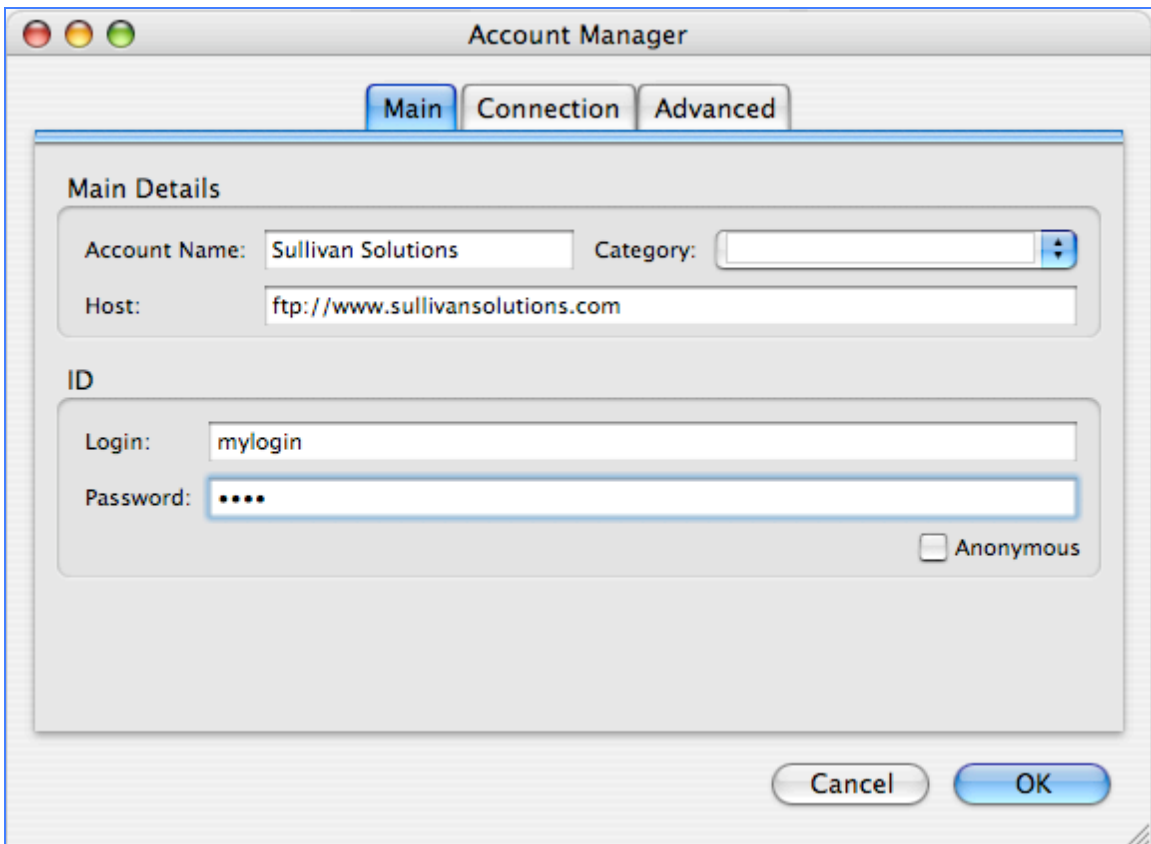 Account Manager
Main Connection Advanced
Main Details
Account Name: Sullivan Solutions Category:
Host: ftp://www.sullivansolutions.com
ID
Login: mylogin
Password: ••••
Anonymous
Cancel OK